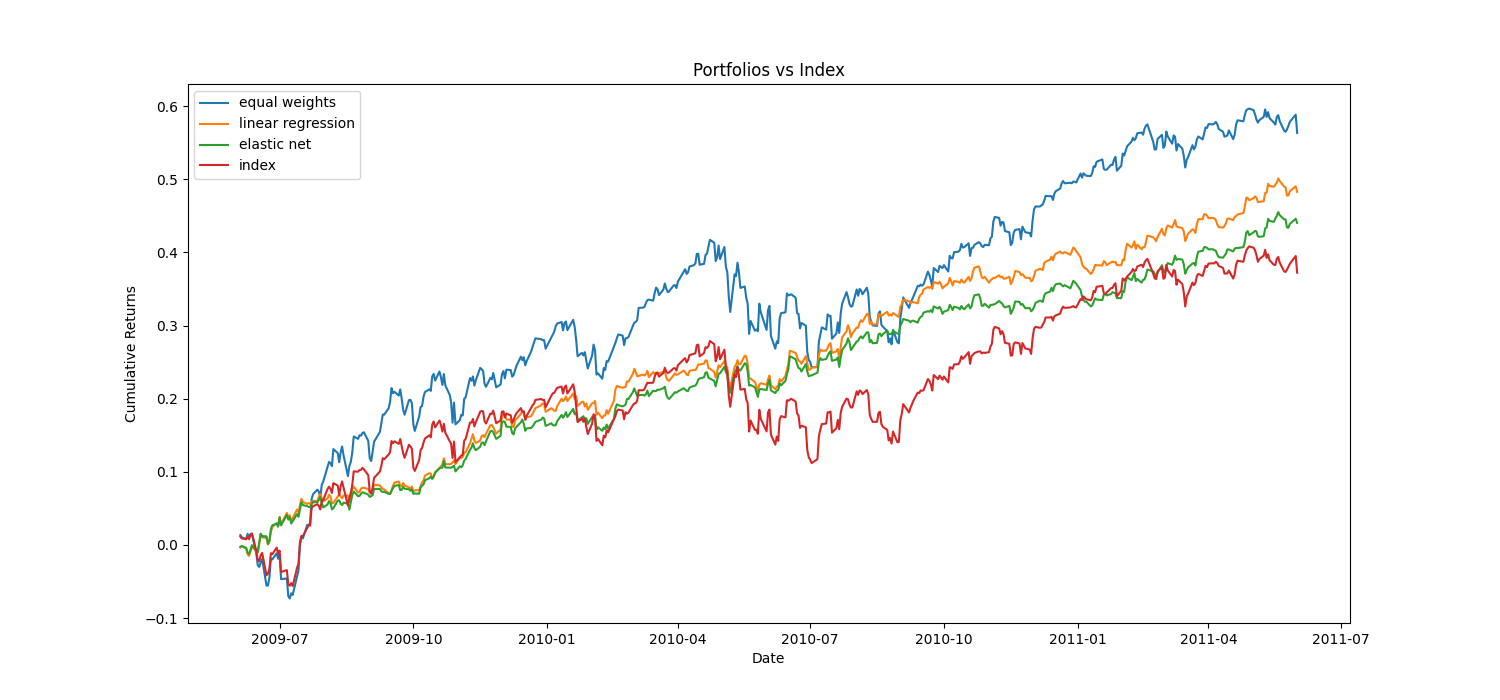 Portfolios vs Index
equal weights
linear regression
elastic net
index
Cumulative Returns
0.6
0.5
0.4
0.3
0.2
0.1
0.0
−0.1
2009-07
2009-10
2010-01
2010-04
2010-07
2010-10
2011-01
2011-04
2011-07
Date